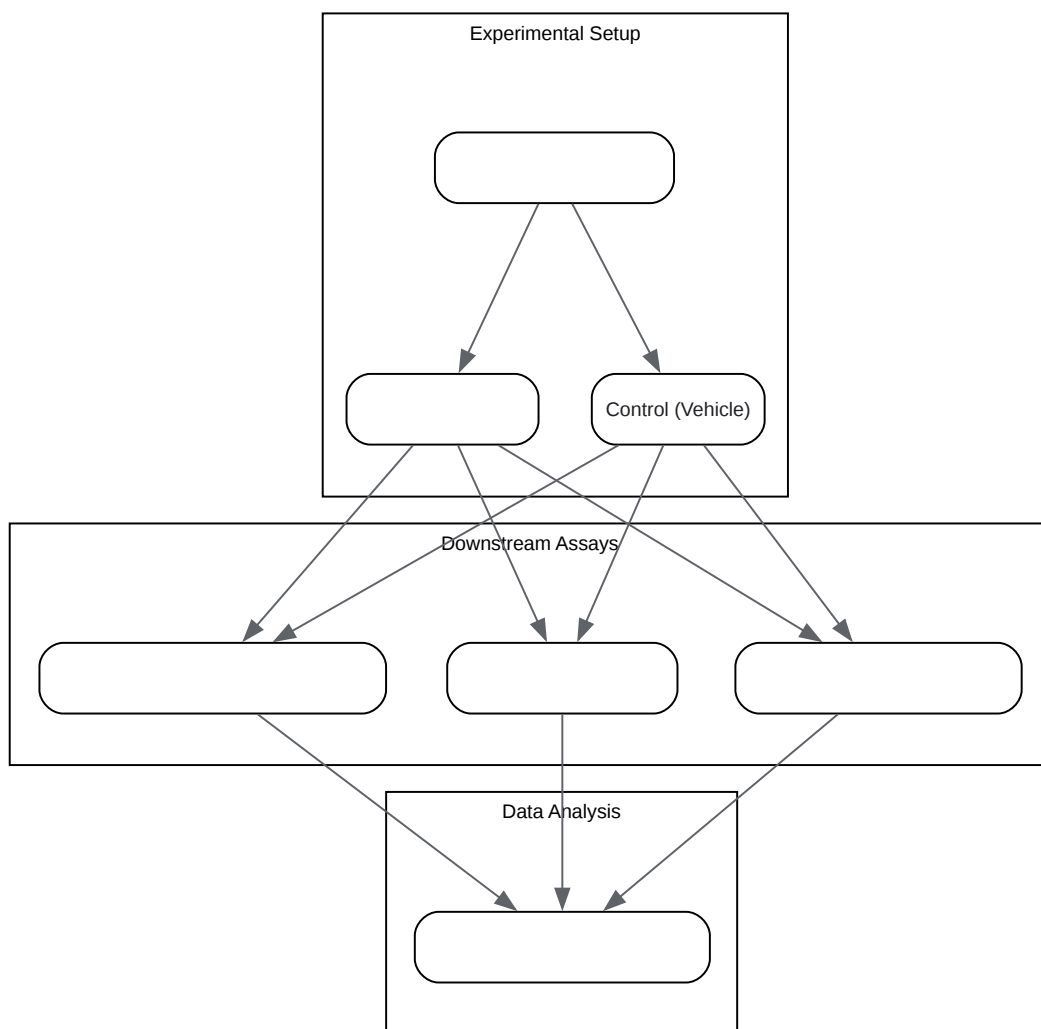 Experimental Setup
Control (Vehicle)
Downstream Assays
Data Analysis